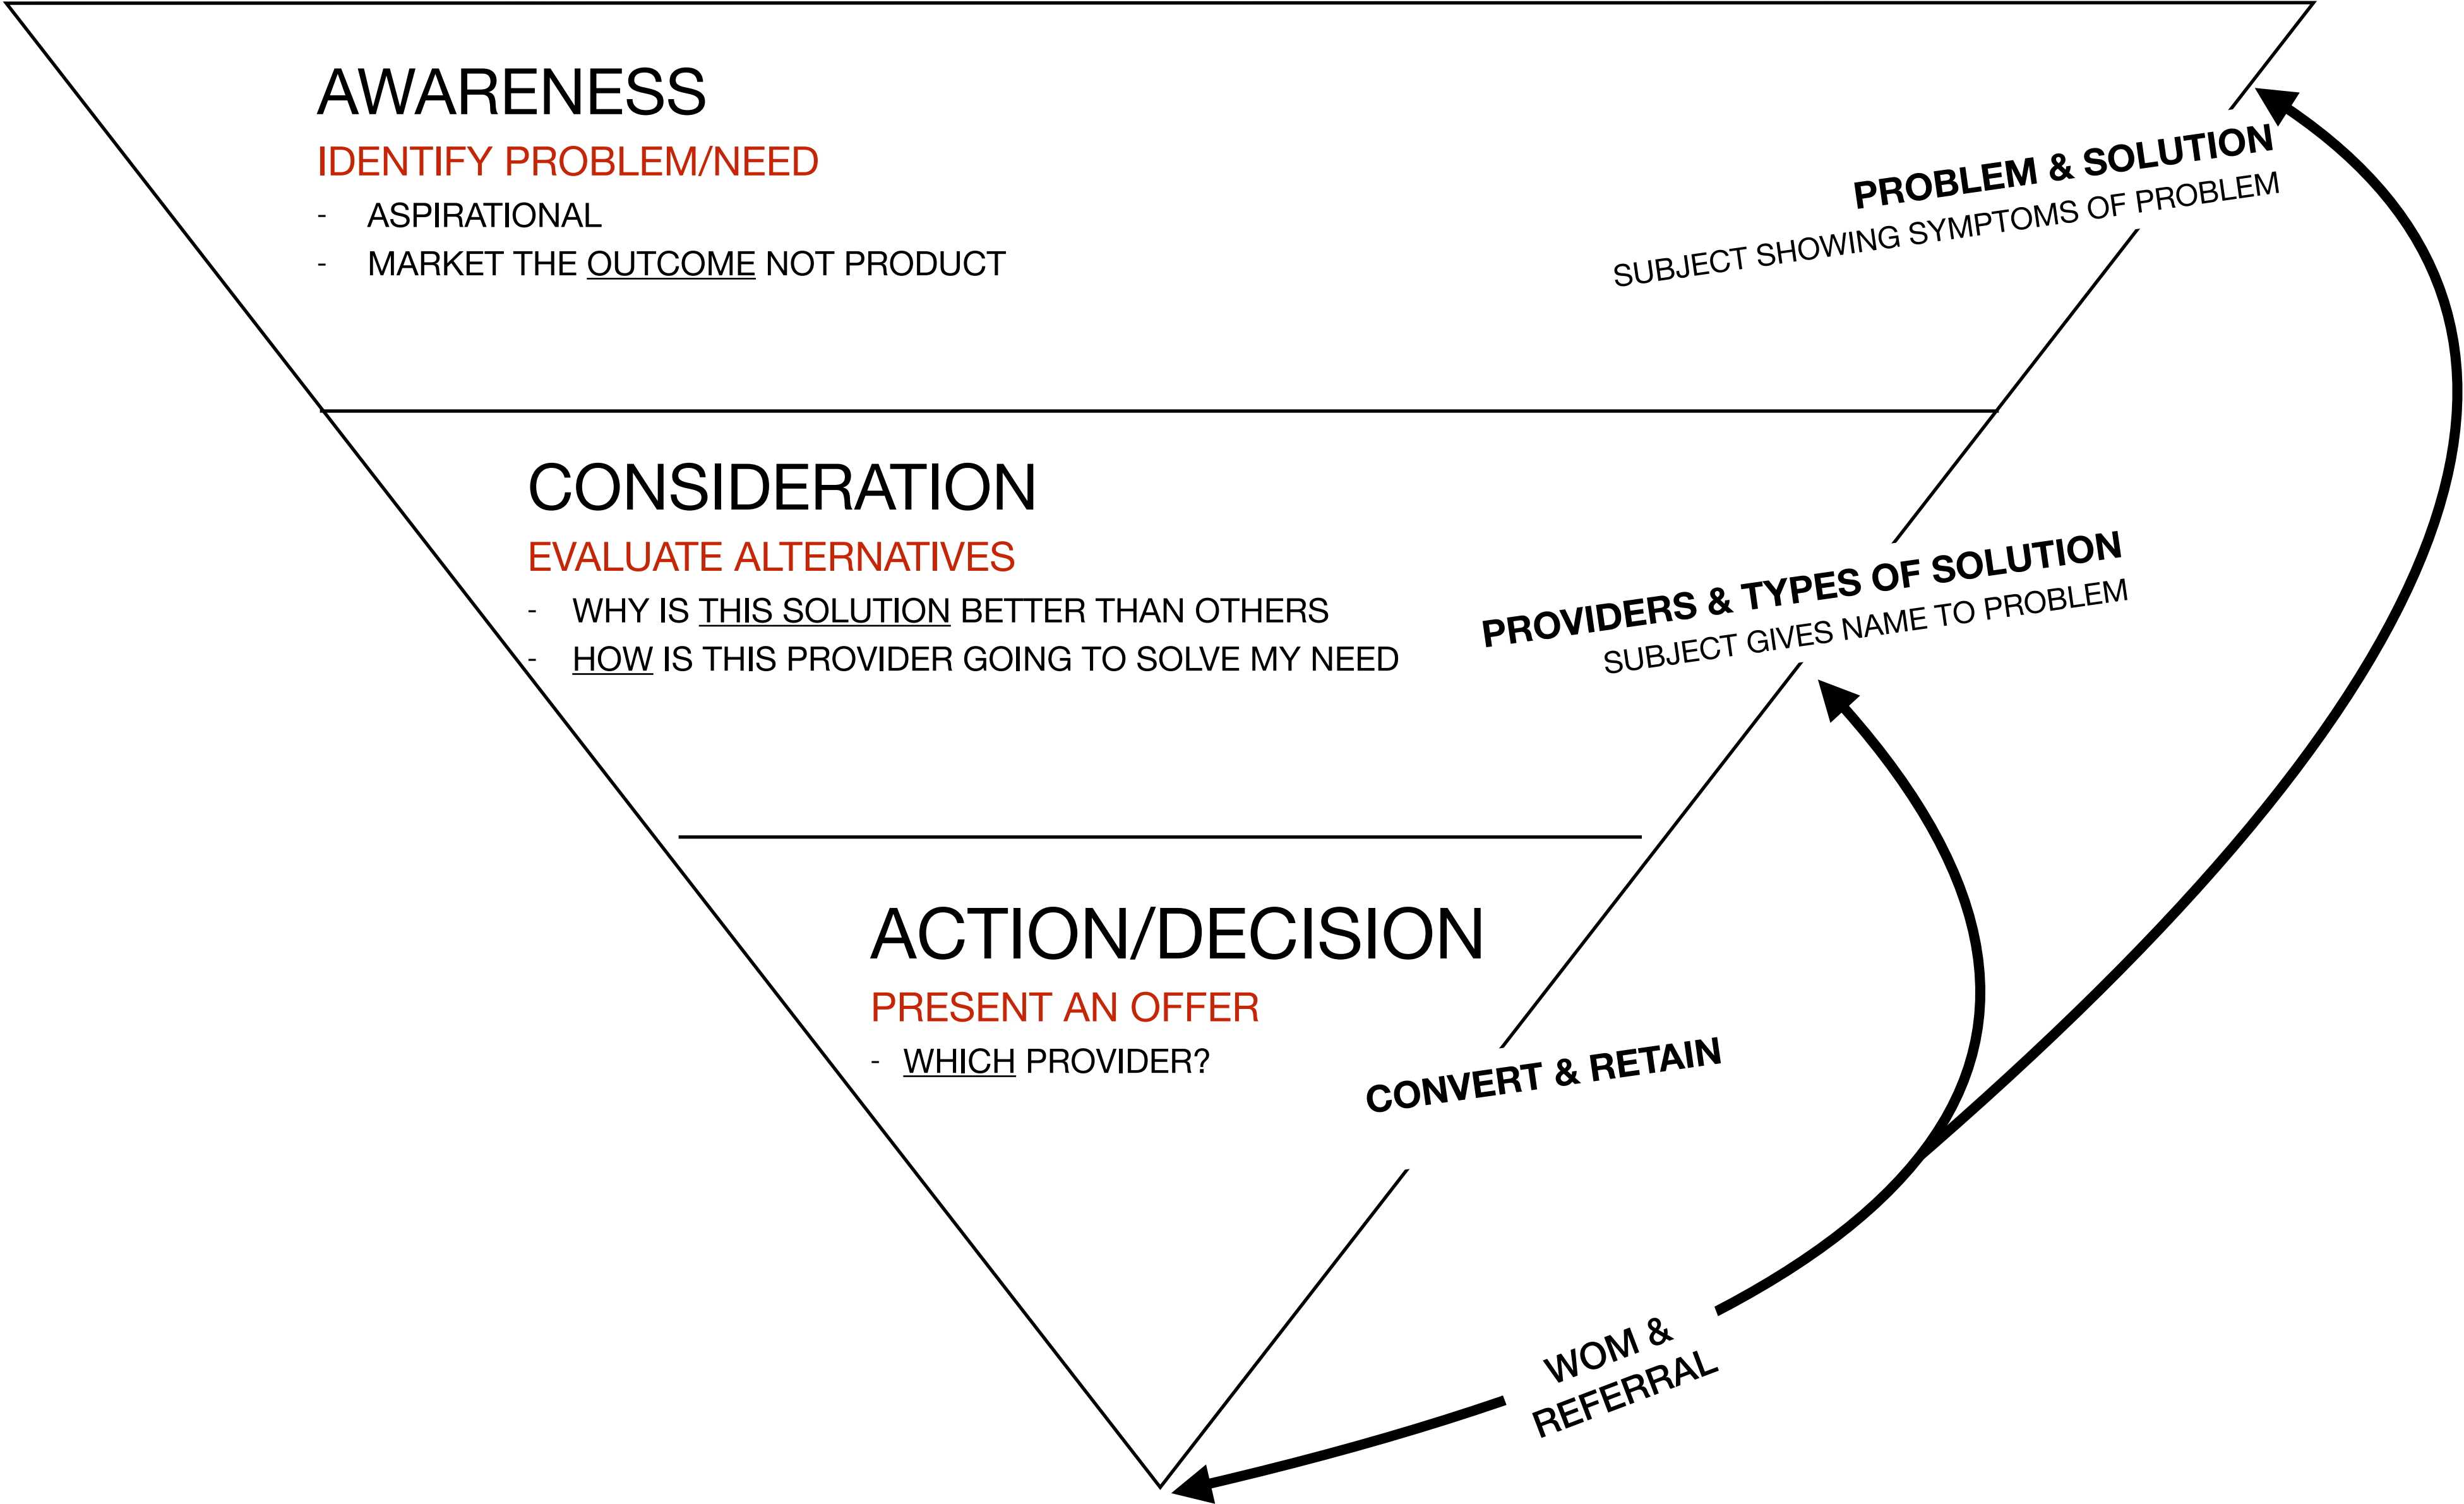 AWARENESS
IDENTIFY PROBLEM/NEED
- ASPIRATIONAL
- MARKET THE OUTCOME NOT PRODUCT
PROBLEM & SOLUTION
SUBJECT SHOWING SYMPTOMS OF PROBLEM
CONSIDERATION
EVALUATE ALTERNATIVES
- WHY IS THIS SOLUTION BETTER THAN OTHERS
- HOW IS THIS PROVIDER GOING TO SOLVE MY NEED
PROVIDERS & TYPES OF SOLUTION
SUBJECT GIVES NAME TO PROBLEM
ACTION/DECISION
PRESENT AN OFFER
- WHICH PROVIDER?
CONVERT & RETAIN
WOM &
REFERRAL